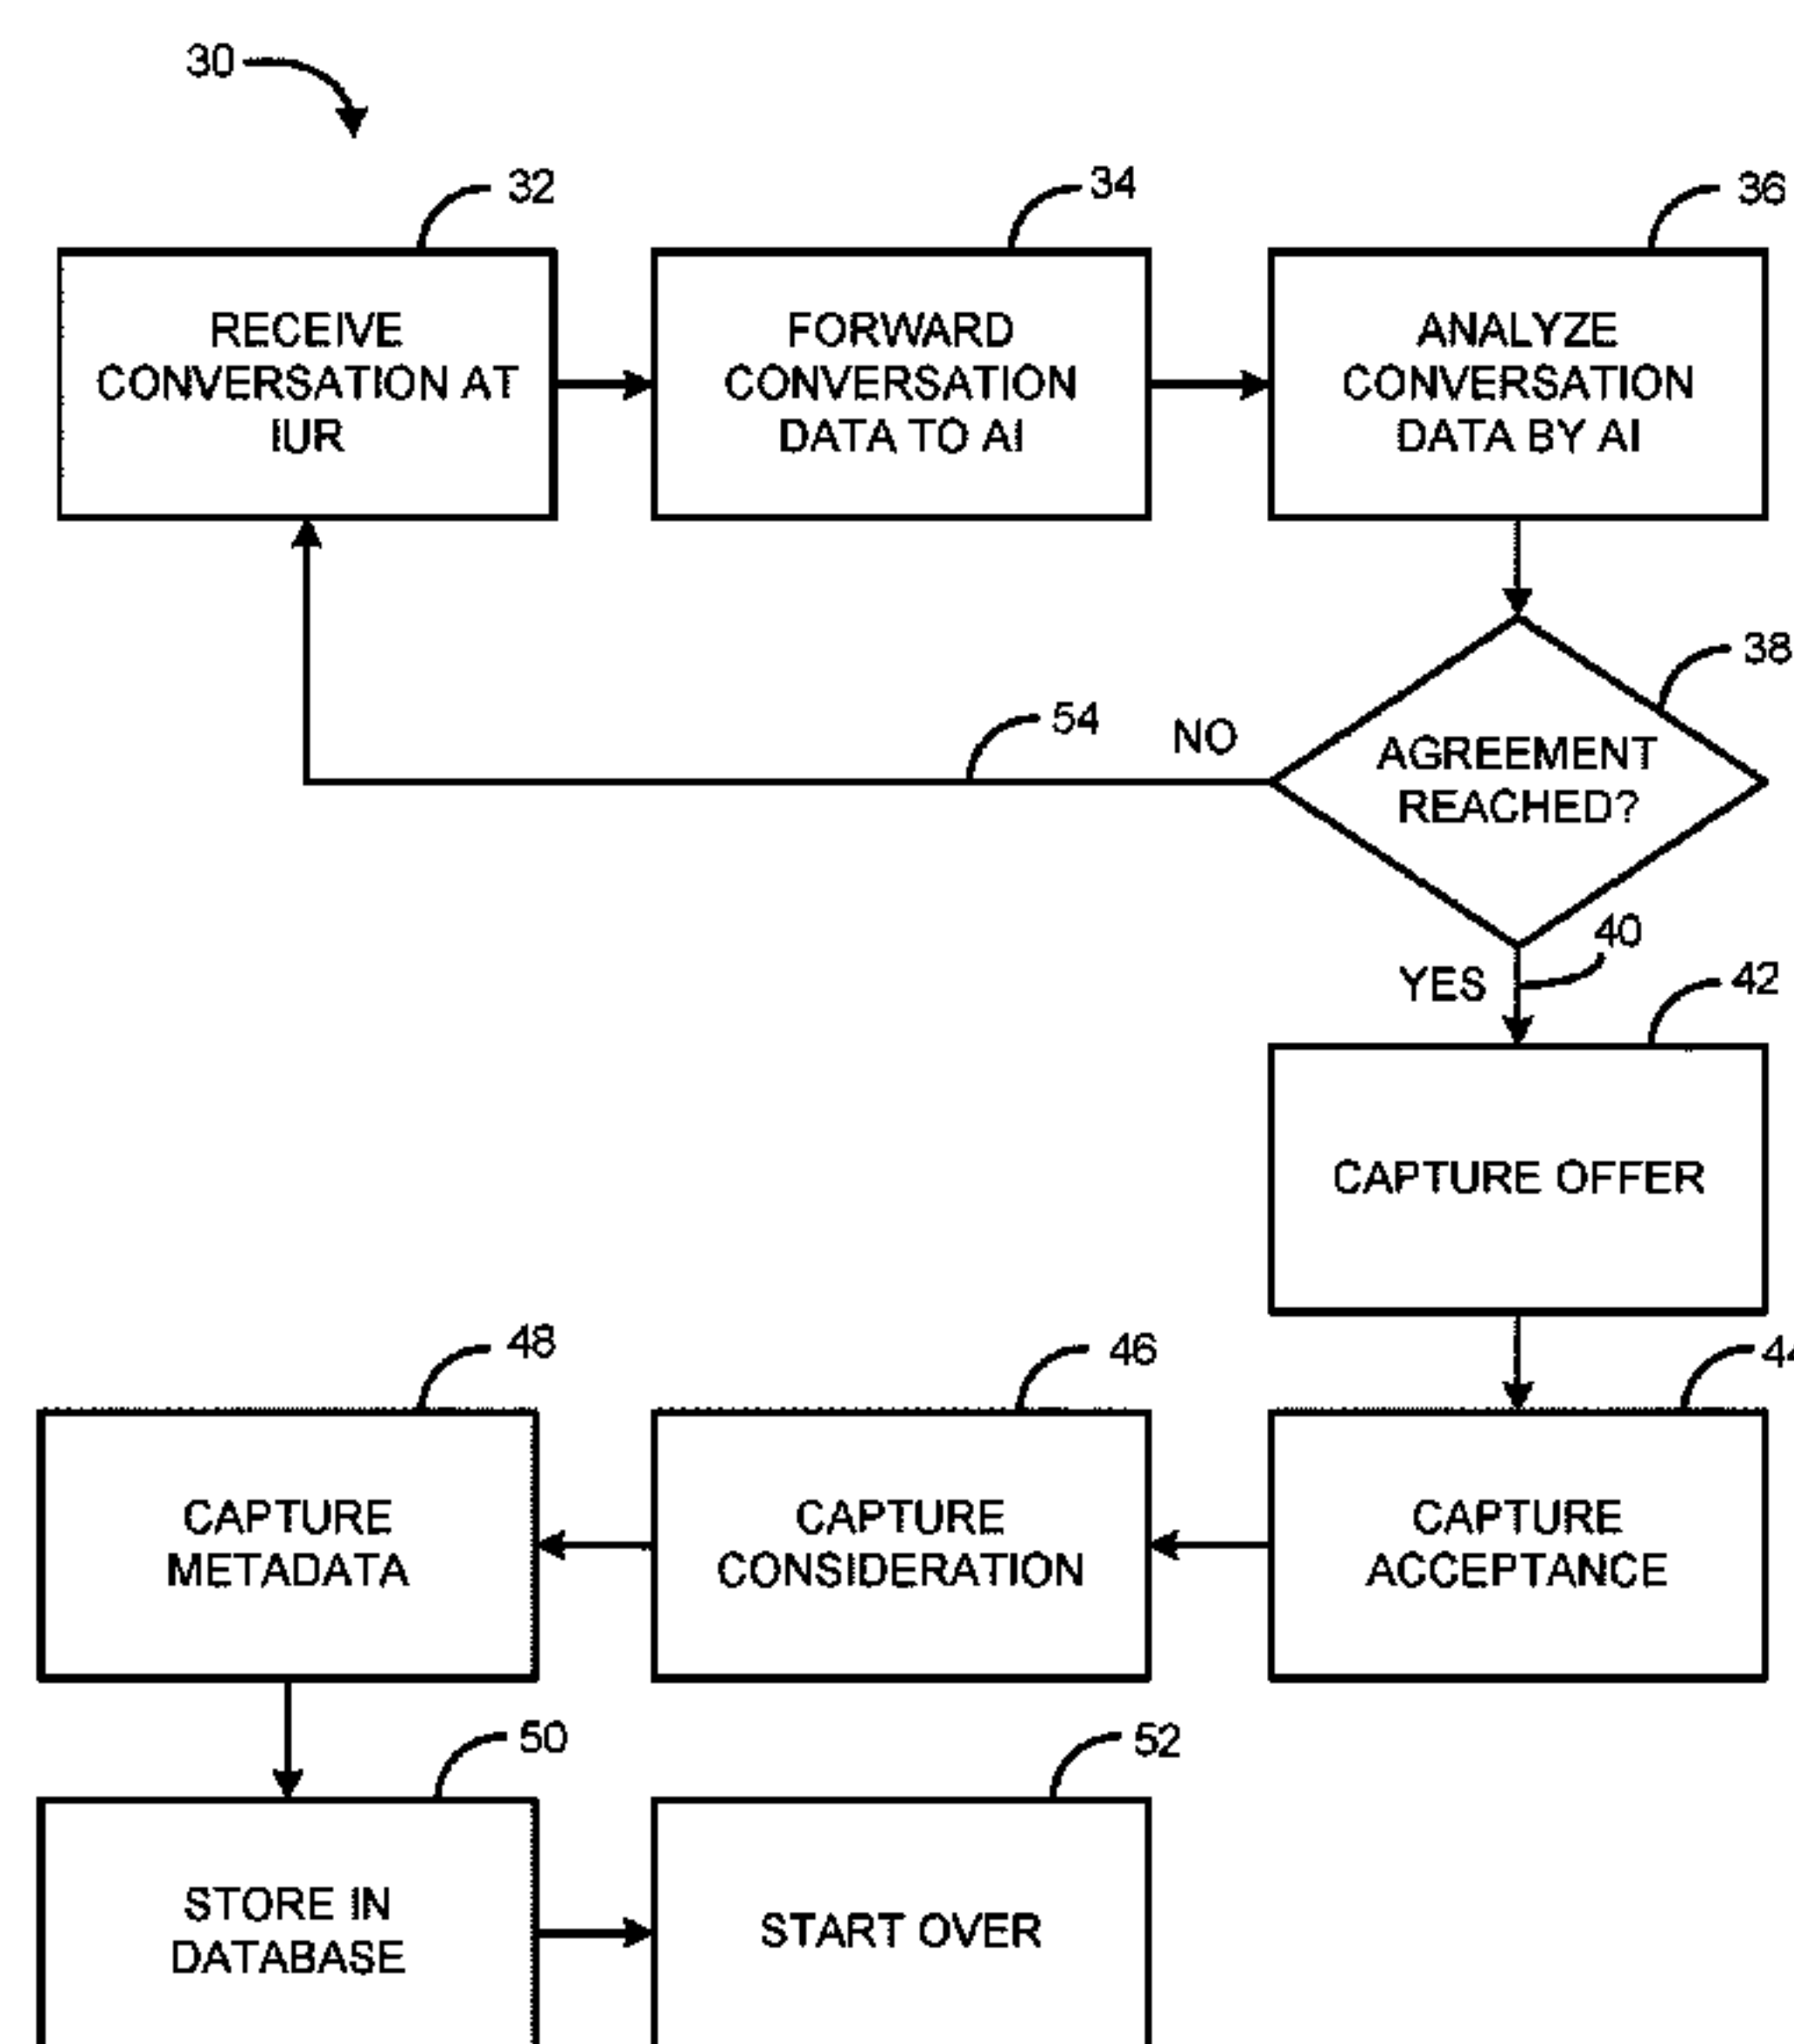 30
32
34
36
RECEIVE
CONVERSATION AT
IUR
FORWARD
CONVERSATION
DATA TO AI
ANALYZE
CONVERSATION
DATA BY AI
38
54
NO
AGREEMENT
REACHED?
40
YES
42
CAPTURE OFFER
48
46
44
CAPTURE
METADATA
CAPTURE
CONSIDERATION
CAPTURE
ACCEPTANCE
50
52
STORE IN
DATABASE
START OVER